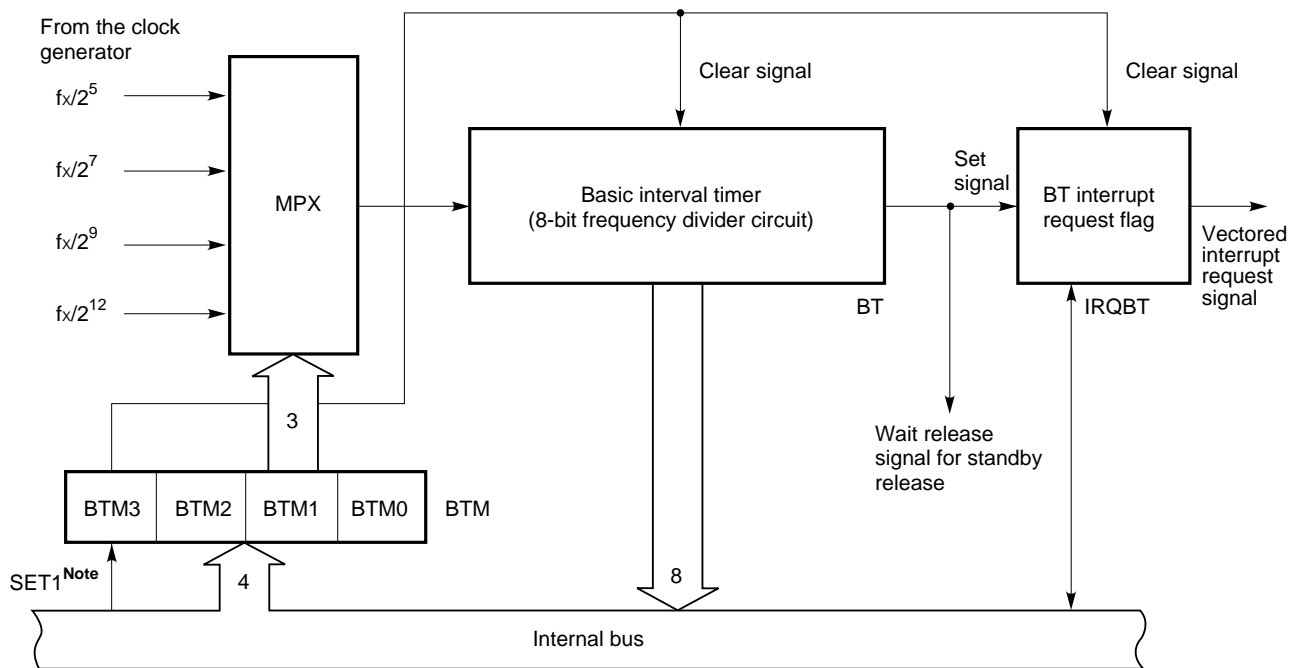 From the clock
generator
fx/2^5
fx/2^7
fx/2^9
fx/2^12
MPX
Clear signal
Clear signal
Basic interval timer
(8-bit frequency divider circuit)
BT
Set
signal
BT interrupt
request flag
IRQBT
Vectored
interrupt
request
signal
Wait release
signal for standby
release
3
BTM3 BTM2 BTM1 BTM0 BTM
SET1^Note
4
8
Internal bus